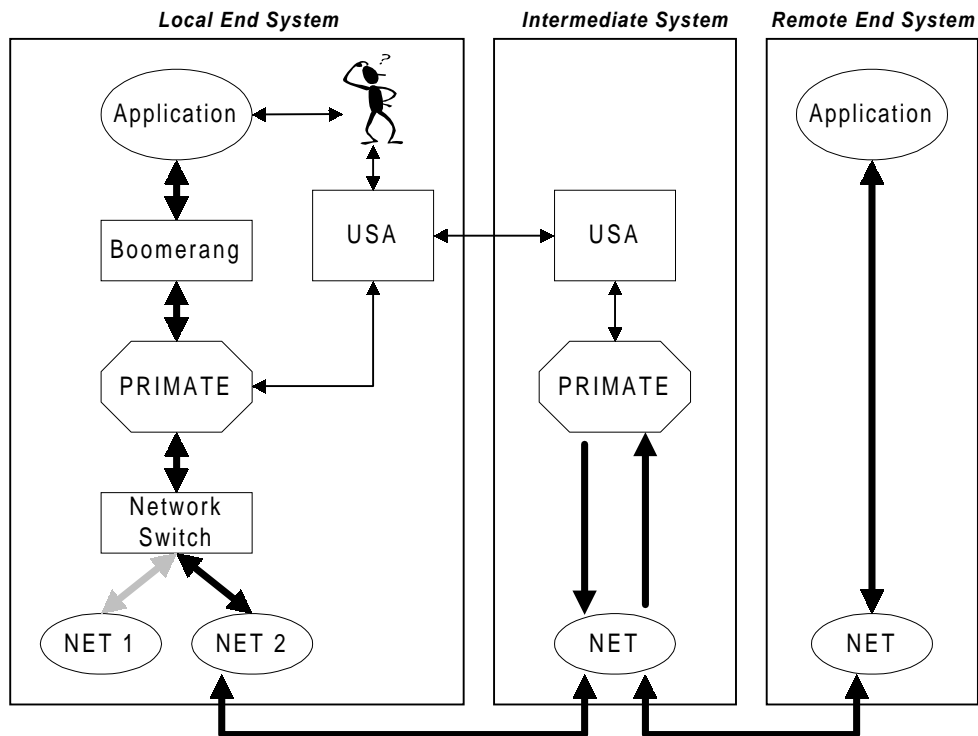 Local End System
Intermediate System
Remote End System
?
Application
Application
USA
USA
Boomerang
PRIMATE
PRIMATE
Network
Switch
NET 1
NET 2
NET
NET